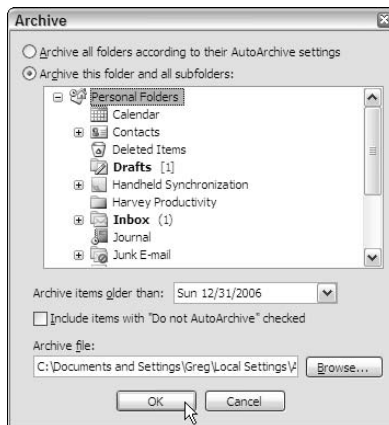 Archive
Archive all folders according to their AutoArchive settings
Archive this folder and all subfolders:
Personal Folders
Calendar
Contacts
Deleted Items
Drafts [1]
Handheld Synchronization
Harvey Productivity
Inbox (1)
Journal
Junk E-mail
Archive items older than: Sun 12/31/2006
Include items with "Do not AutoArchive" checked
Archive file:
C:\Documents and Settings\Greg\Local Settings\A Browse...
OK Cancel